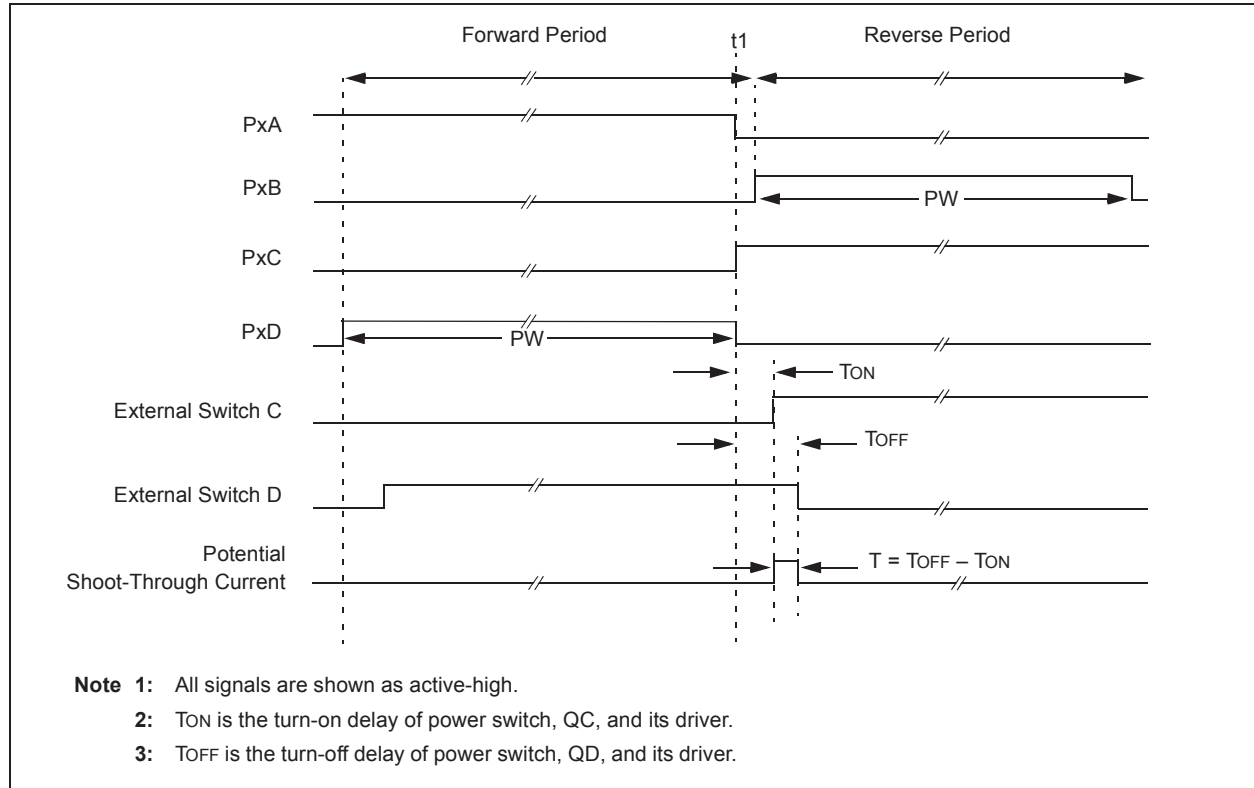 Forward Period
t1
Reverse Period
PxA
PxB
PW
PxC
PxD
PW
TON
External Switch C
TOFF
External Switch D
Potential
Shoot-Through Current
T = TOFF – TON
Note 1: All signals are shown as active-high.
2: TON is the turn-on delay of power switch, QC, and its driver.
3: TOFF is the turn-off delay of power switch, QD, and its driver.